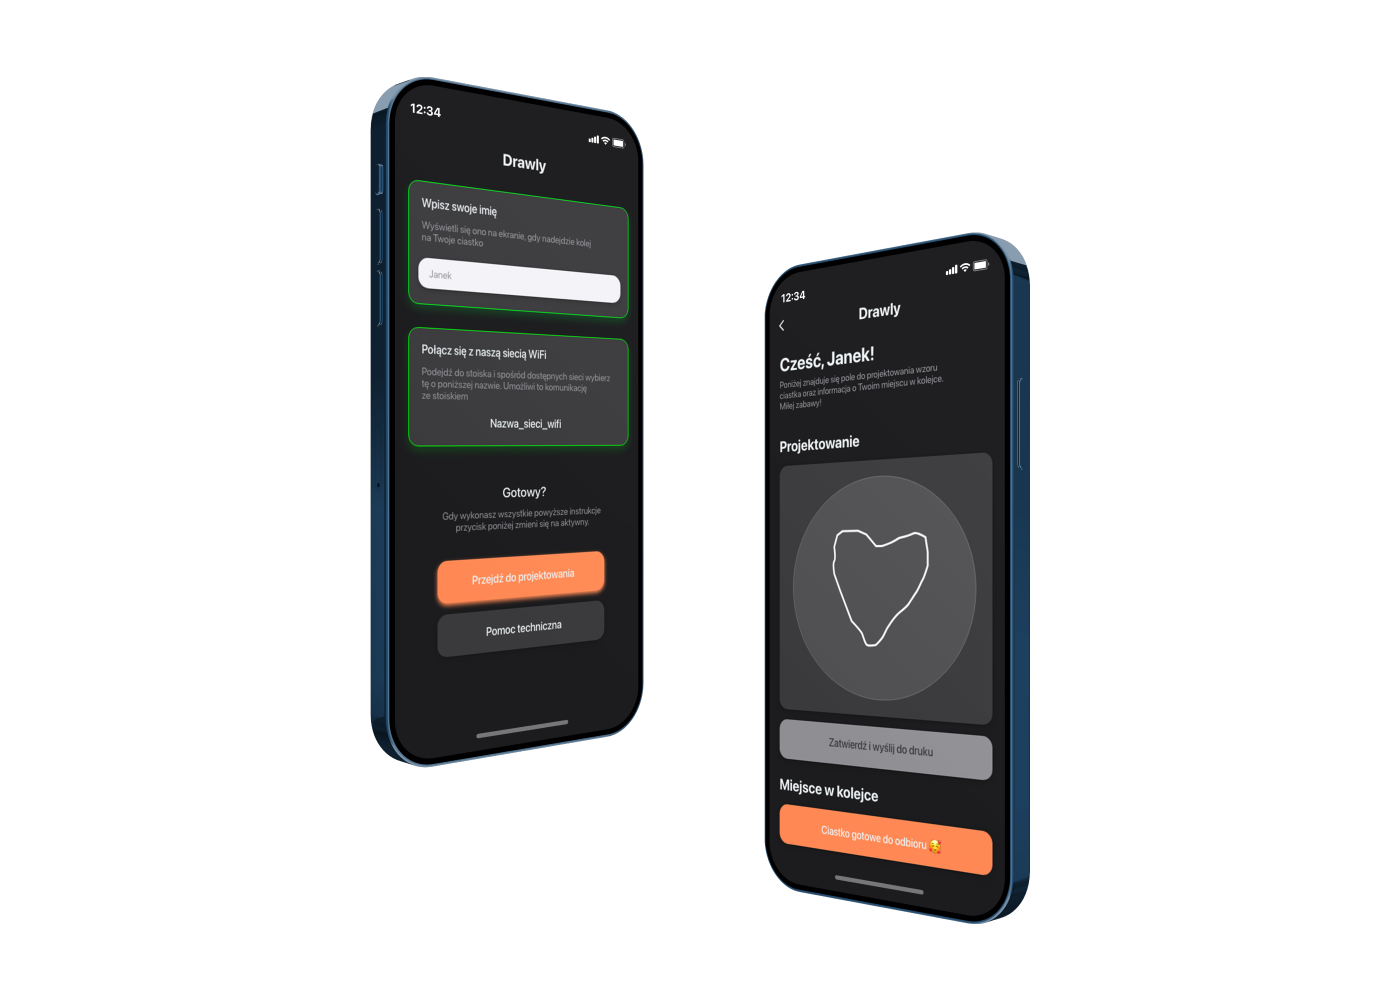 12:34
Drawly
Wpisz swoje imię
Wyświetli się ono na ekranie, gdy nadejdzie kolej
na Twoje ciastko
Janek
Połącz się z naszą siecią WiFi
Podejdź do stoiska i spośród dostępnych sieci wybierz
tę o poniższej nazwie. Umożliwi to komunikację
ze stoiskiem
Nazwa_sieci_wifi
Gotowy?
Gdy wykonasz wszystkie powyższe instrukcje
przycisk poniżej zmieni się na aktywny.
Przejdź do projektowania
Pomoc techniczna
12:34
Drawly
Cześć, Janek!
Poniżej znajduje się pole do projektowania wzoru
ciastka oraz informacja o Twoim miejscu w kolejce.
Miłej zabawy!
Projektowanie
Zatwierdź i wyślij do druku
Miejsce w kolejce
Ciastko gotowe do odbioru 🥰